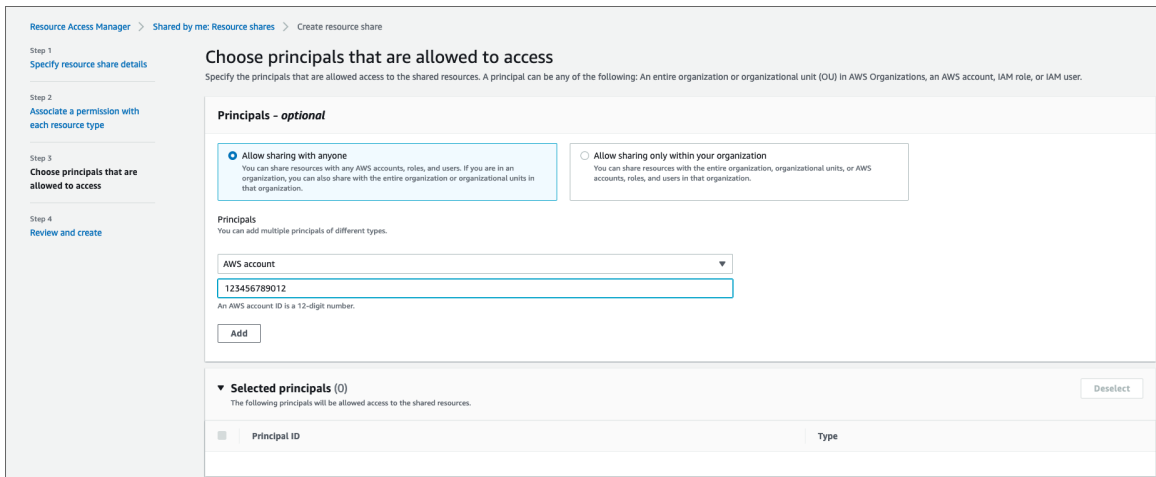 Resource Access Manager > Shared by me: Resource shares > Create resource share
Step 1
Specify resource share details
Step 2
Associate a permission with
each resource type
Step 3
Choose principals that are
allowed to access
Step 4
Review and create
Choose principals that are allowed to access
Specify the principals that are allowed access to the shared resources. A principal can be any of the following: An entire organization or organizational unit (OU) in AWS Organizations, an AWS account, IAM role, or IAM user.
Principals - optional
Allow sharing with anyone
You can share resources with any AWS accounts, roles, and users. If you are in an
organization, you can also share with the entire organization or organizational units in
that organization.
Allow sharing only within your organization
You can share resources with the entire organization, organizational units, or AWS
accounts, roles, and users in that organization.
Principals
You can add multiple principals of different types.
AWS account
123456789012
An AWS account ID is a 12-digit number.
Add
Selected principals (0)
Deselect
The following principals will be allowed access to the shared resources.
Principal ID
Type